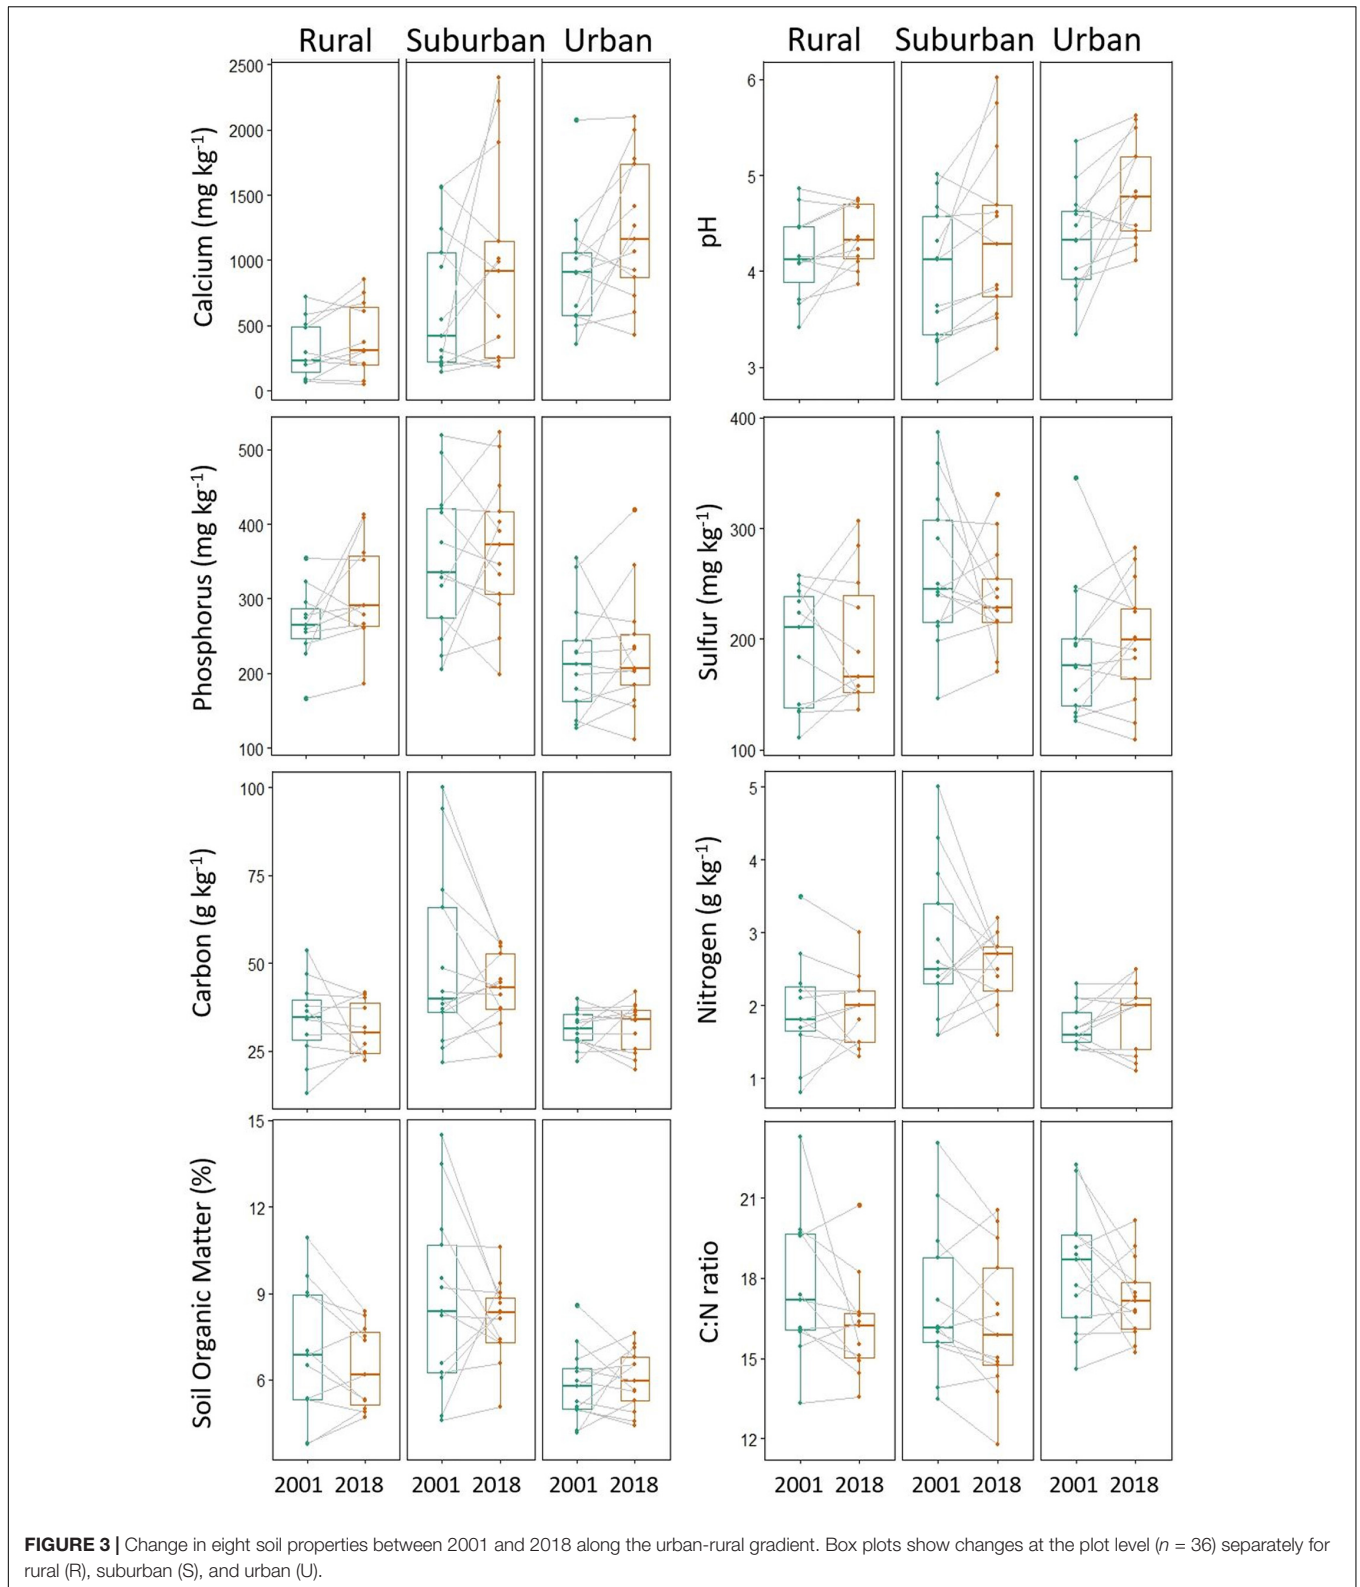 Rural Suburban Urban
Rural Suburban Urban
Calcium (mg kg-1)
2500
2000
1500
1000
500
0
pH
6
5
4
3
Phosphorus (mg kg-1)
500
400
300
200
100
Sulfur (mg kg-1)
400
300
200
100
Carbon (g kg-1)
100
75
50
25
Nitrogen (g kg-1)
5
4
3
2
1
Soil Organic Matter (%)
15
12
9
6
C:N ratio
21
18
15
12
2001 2018 2001 2018 2001 2018
2001 2018 2001 2018 2001 2018
FIGURE 3 | Change in eight soil properties between 2001 and 2018 along the urban-rural gradient. Box plots show changes at the plot level (n = 36) separately for
rural (R), suburban (S), and urban (U).